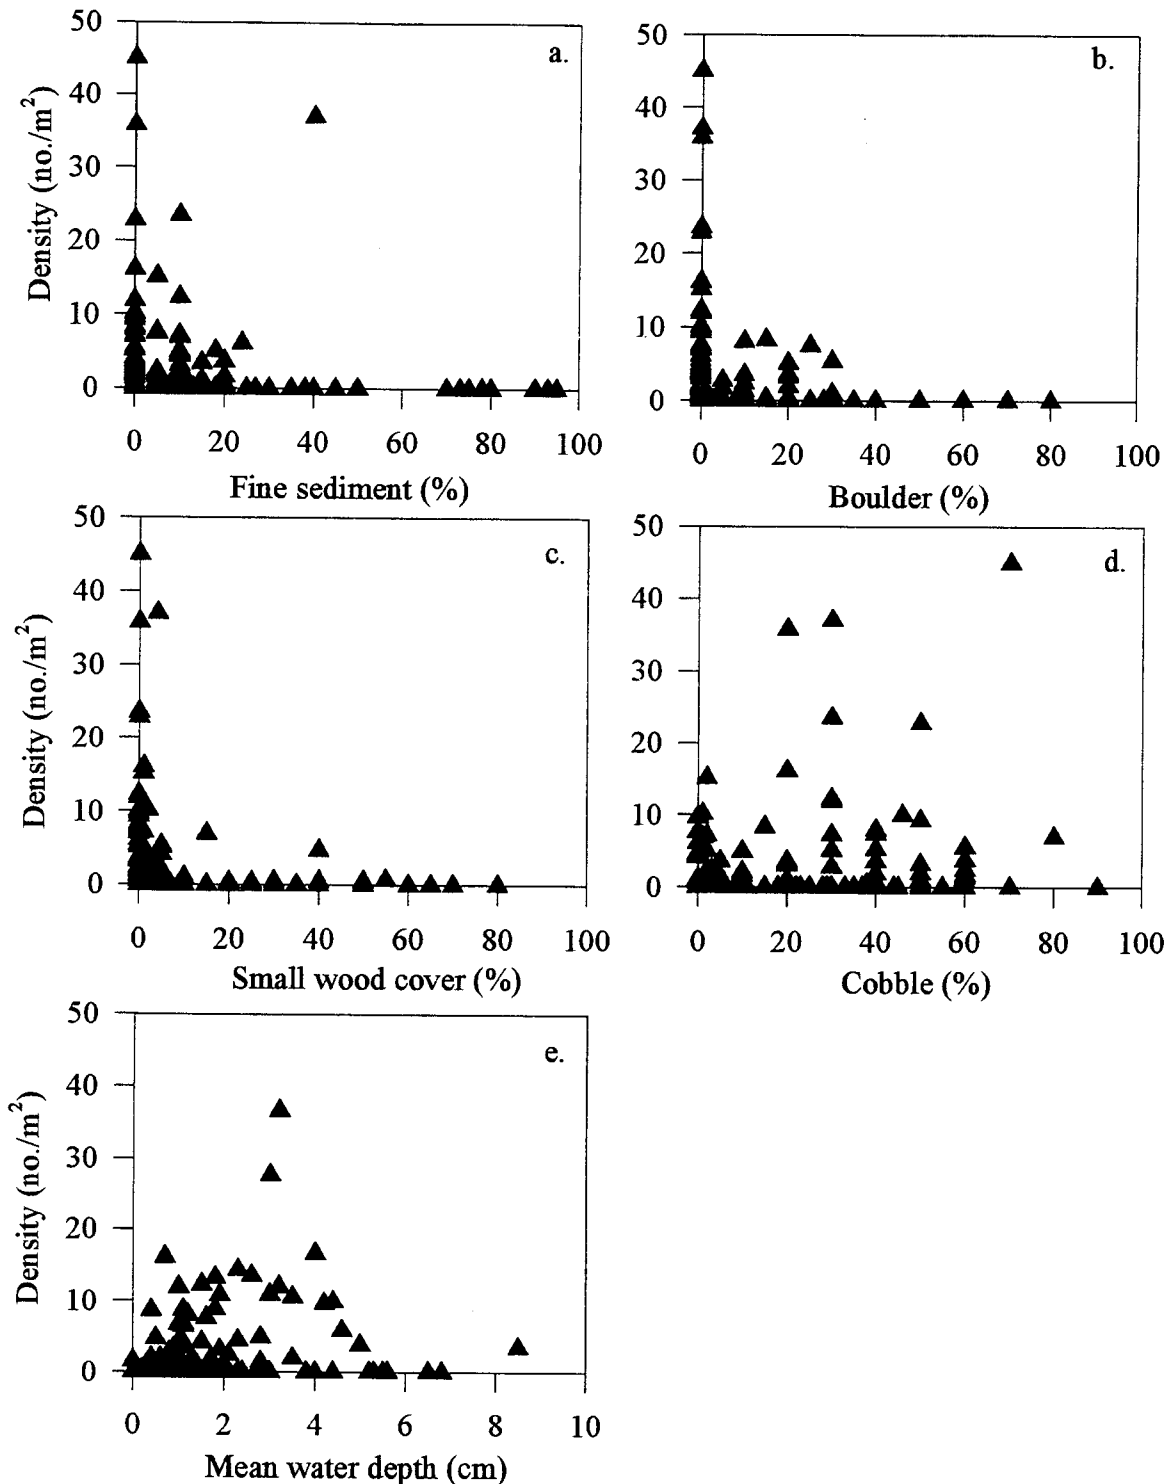 a.
50
40
30
20
10
0
Density (no./m²)
0 20 40 60 80 100
Fine sediment (%)
b.
50
40
30
20
10
0
0 20 40 60 80 100
Boulder (%)
c.
50
40
30
20
10
0
Density (no./m²)
0 20 40 60 80 100
Small wood cover (%)
d.
50
40
30
20
10
0
0 20 40 60 80 100
Cobble (%)
e.
50
40
30
20
10
0
Density (no./m²)
0 2 4 6 8 10
Mean water depth (cm)